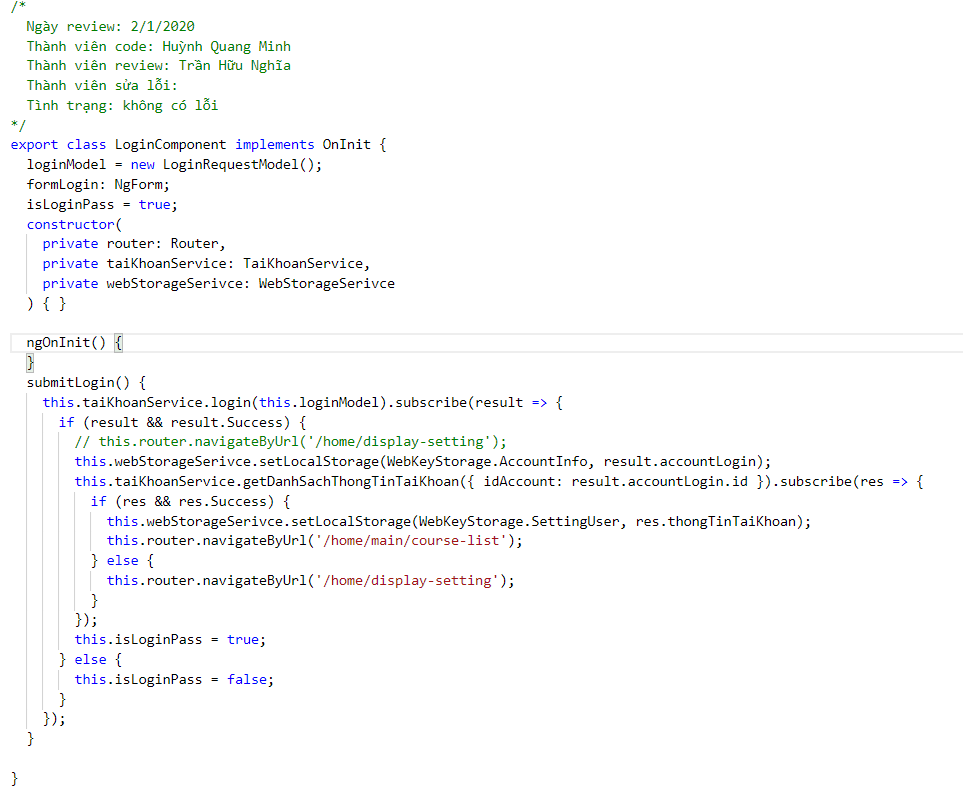 /*
Ngày review: 2/1/2020
Thành viên code: Huỳnh Quang Minh
Thành viên review: Trần Hữu Nghĩa
Thành viên sửa lỗi:
Tình trạng: không có lỗi
*/
export class LoginComponent implements OnInit {
loginModel = new LoginRequestModel();
formLogin: NgForm;
isLoginPass = true;
constructor(
private router: Router,
private taiKhoanService: TaiKhoanService,
private webStorageSerivce: WebStorageSerivce
) { }
ngOnInit() {
}
submitLogin() {
this.taiKhoanService.login(this.loginModel).subscribe(result => {
if (result && result.Success) {
// this.router.navigateByUrl('/home/display-setting');
this.webStorageSerivce.setLocalStorage(WebKeyStorage.AccountInfo, result.accountLogin);
this.taiKhoanService.getDanhSachThongTinTaiKhoan({ idAccount: result.accountLogin.id }).subscribe(res => {
if (res && res.Success) {
this.webStorageSerivce.setLocalStorage(WebKeyStorage.SettingUser, res.thongTinTaiKhoan);
this.router.navigateByUrl('/home/main/course-list');
} else {
this.router.navigateByUrl('/home/display-setting');
}
});
this.isLoginPass = true;
} else {
this.isLoginPass = false;
}
});
}
}